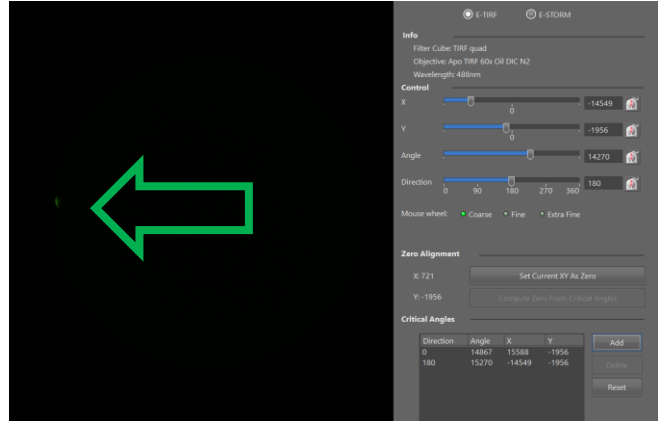 E-TIRF E-STORM
Info
Filter Cube: TIRF quad
Objective: Apo TIRF 60x Oil DIC N2
Wavelength: 488nm
Control
X 0 -14549
Y 0 -1956
Angle 14270
Direction 0 90 180 270 360 180
Mouse wheel: Coarse Fine Extra Fine
Zero Alignment
X: 721 Set Current XY As Zero
Y: -1956 Compute Zero From Critical Angles
Critical Angles
Direction Angle X Y Add
0 14867 15588 -1956
180 15270 -14549 -1956 Delete
Reset